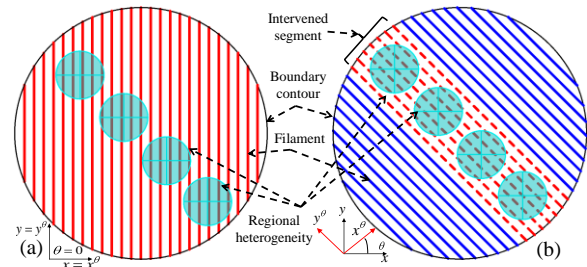 Intervened
segment
Boundary
contour
Filament
Regional
heterogeneity
(a)
y = y^θ
θ = 0
x = x^θ
(b)
y^θ
y
x^θ
θ
x